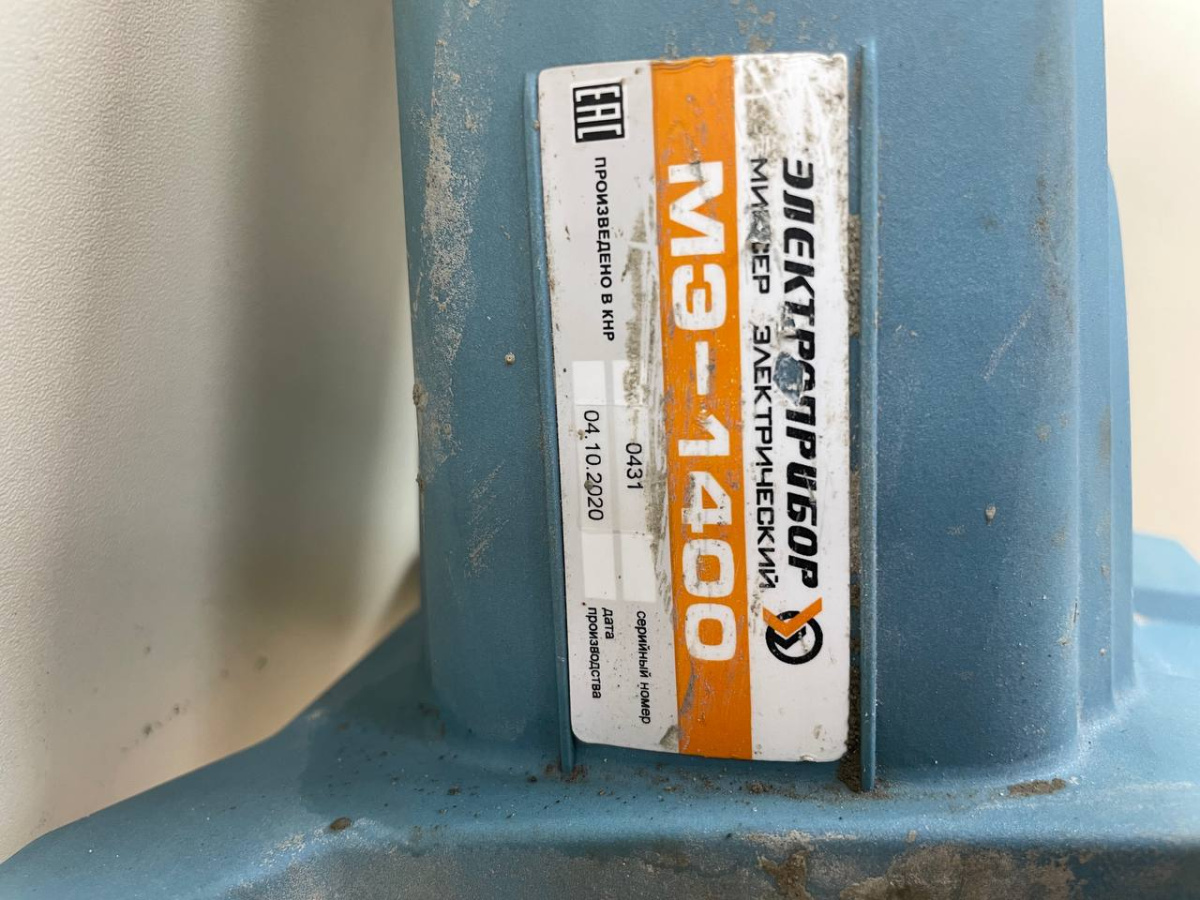 ЭЛЕКТРОПРИБОР
МИКСЕР ЭЛЕКТРИЧЕСКИЙ
МЭ-1400
0431 серийный номер
04.10.2020 дата производства
EAC ПРОИЗВЕДЕНО В КНР